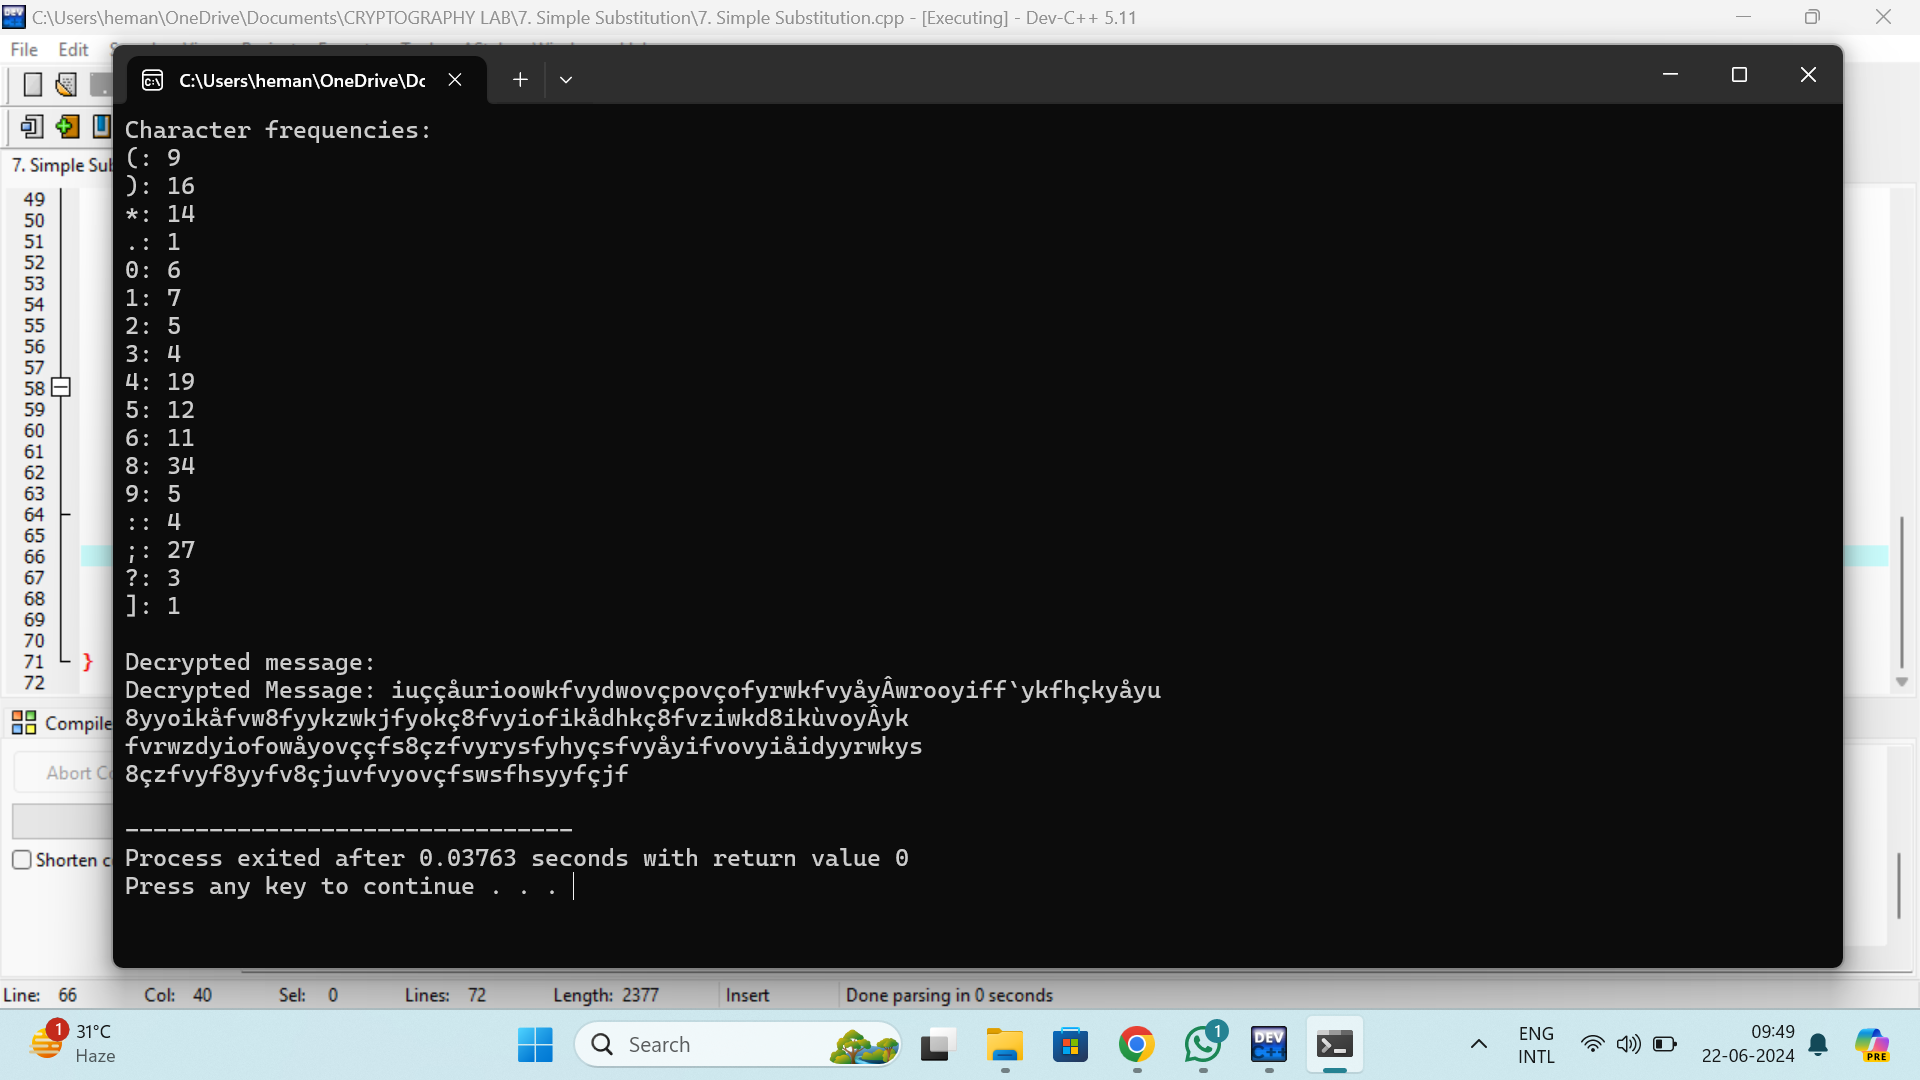 C:\Users\heman\OneDrive\Documents\CRYPTOGRAPHY LAB\7. Simple Substitution\7. Simple Substitution.cpp - [Executing] - Dev-C++ 5.11
File Edit
C:\Users\heman\OneDrive\Dc
7. Simple Sub
49
50
51
52
53
54
55
56
57
58
59
60
61
62
63
64
65
66
67
68
69
70
71 }
72
Character frequencies:
(: 9
): 16
*: 14
.: 1
0: 6
1: 7
2: 5
3: 4
4: 19
5: 12
6: 11
8: 34
9: 5
:: 4
;: 27
?: 3
]: 1
Decrypted message:
Decrypted Message: iuççåurioowkfvydwovçpovçofyrwkfvyåyÂwrooyiff`ykfhçkyåyu
8yyoikåfvw8fyykzwkjfyokç8fvyiofikådhkç8fvziwkd8ikùvoyÂyk
fvrwzdyiofowåyovççfs8çzfvyrysfyhyçsfvyåyifvovyiåidyyrwkys
8çzfvyf8yyfv8çjuvfvyovçfswsfhsyyfçjf
--------------------------------
Process exited after 0.03763 seconds with return value 0
Press any key to continue . . .
Compile
Abort Co
Shorten c
Line: 66 Col: 40 Sel: 0 Lines: 72 Length: 2377 Insert Done parsing in 0 seconds
1 31°C
Haze
Search
1
DEV C++
ENG
INTL
09:49
22-06-2024
PRE